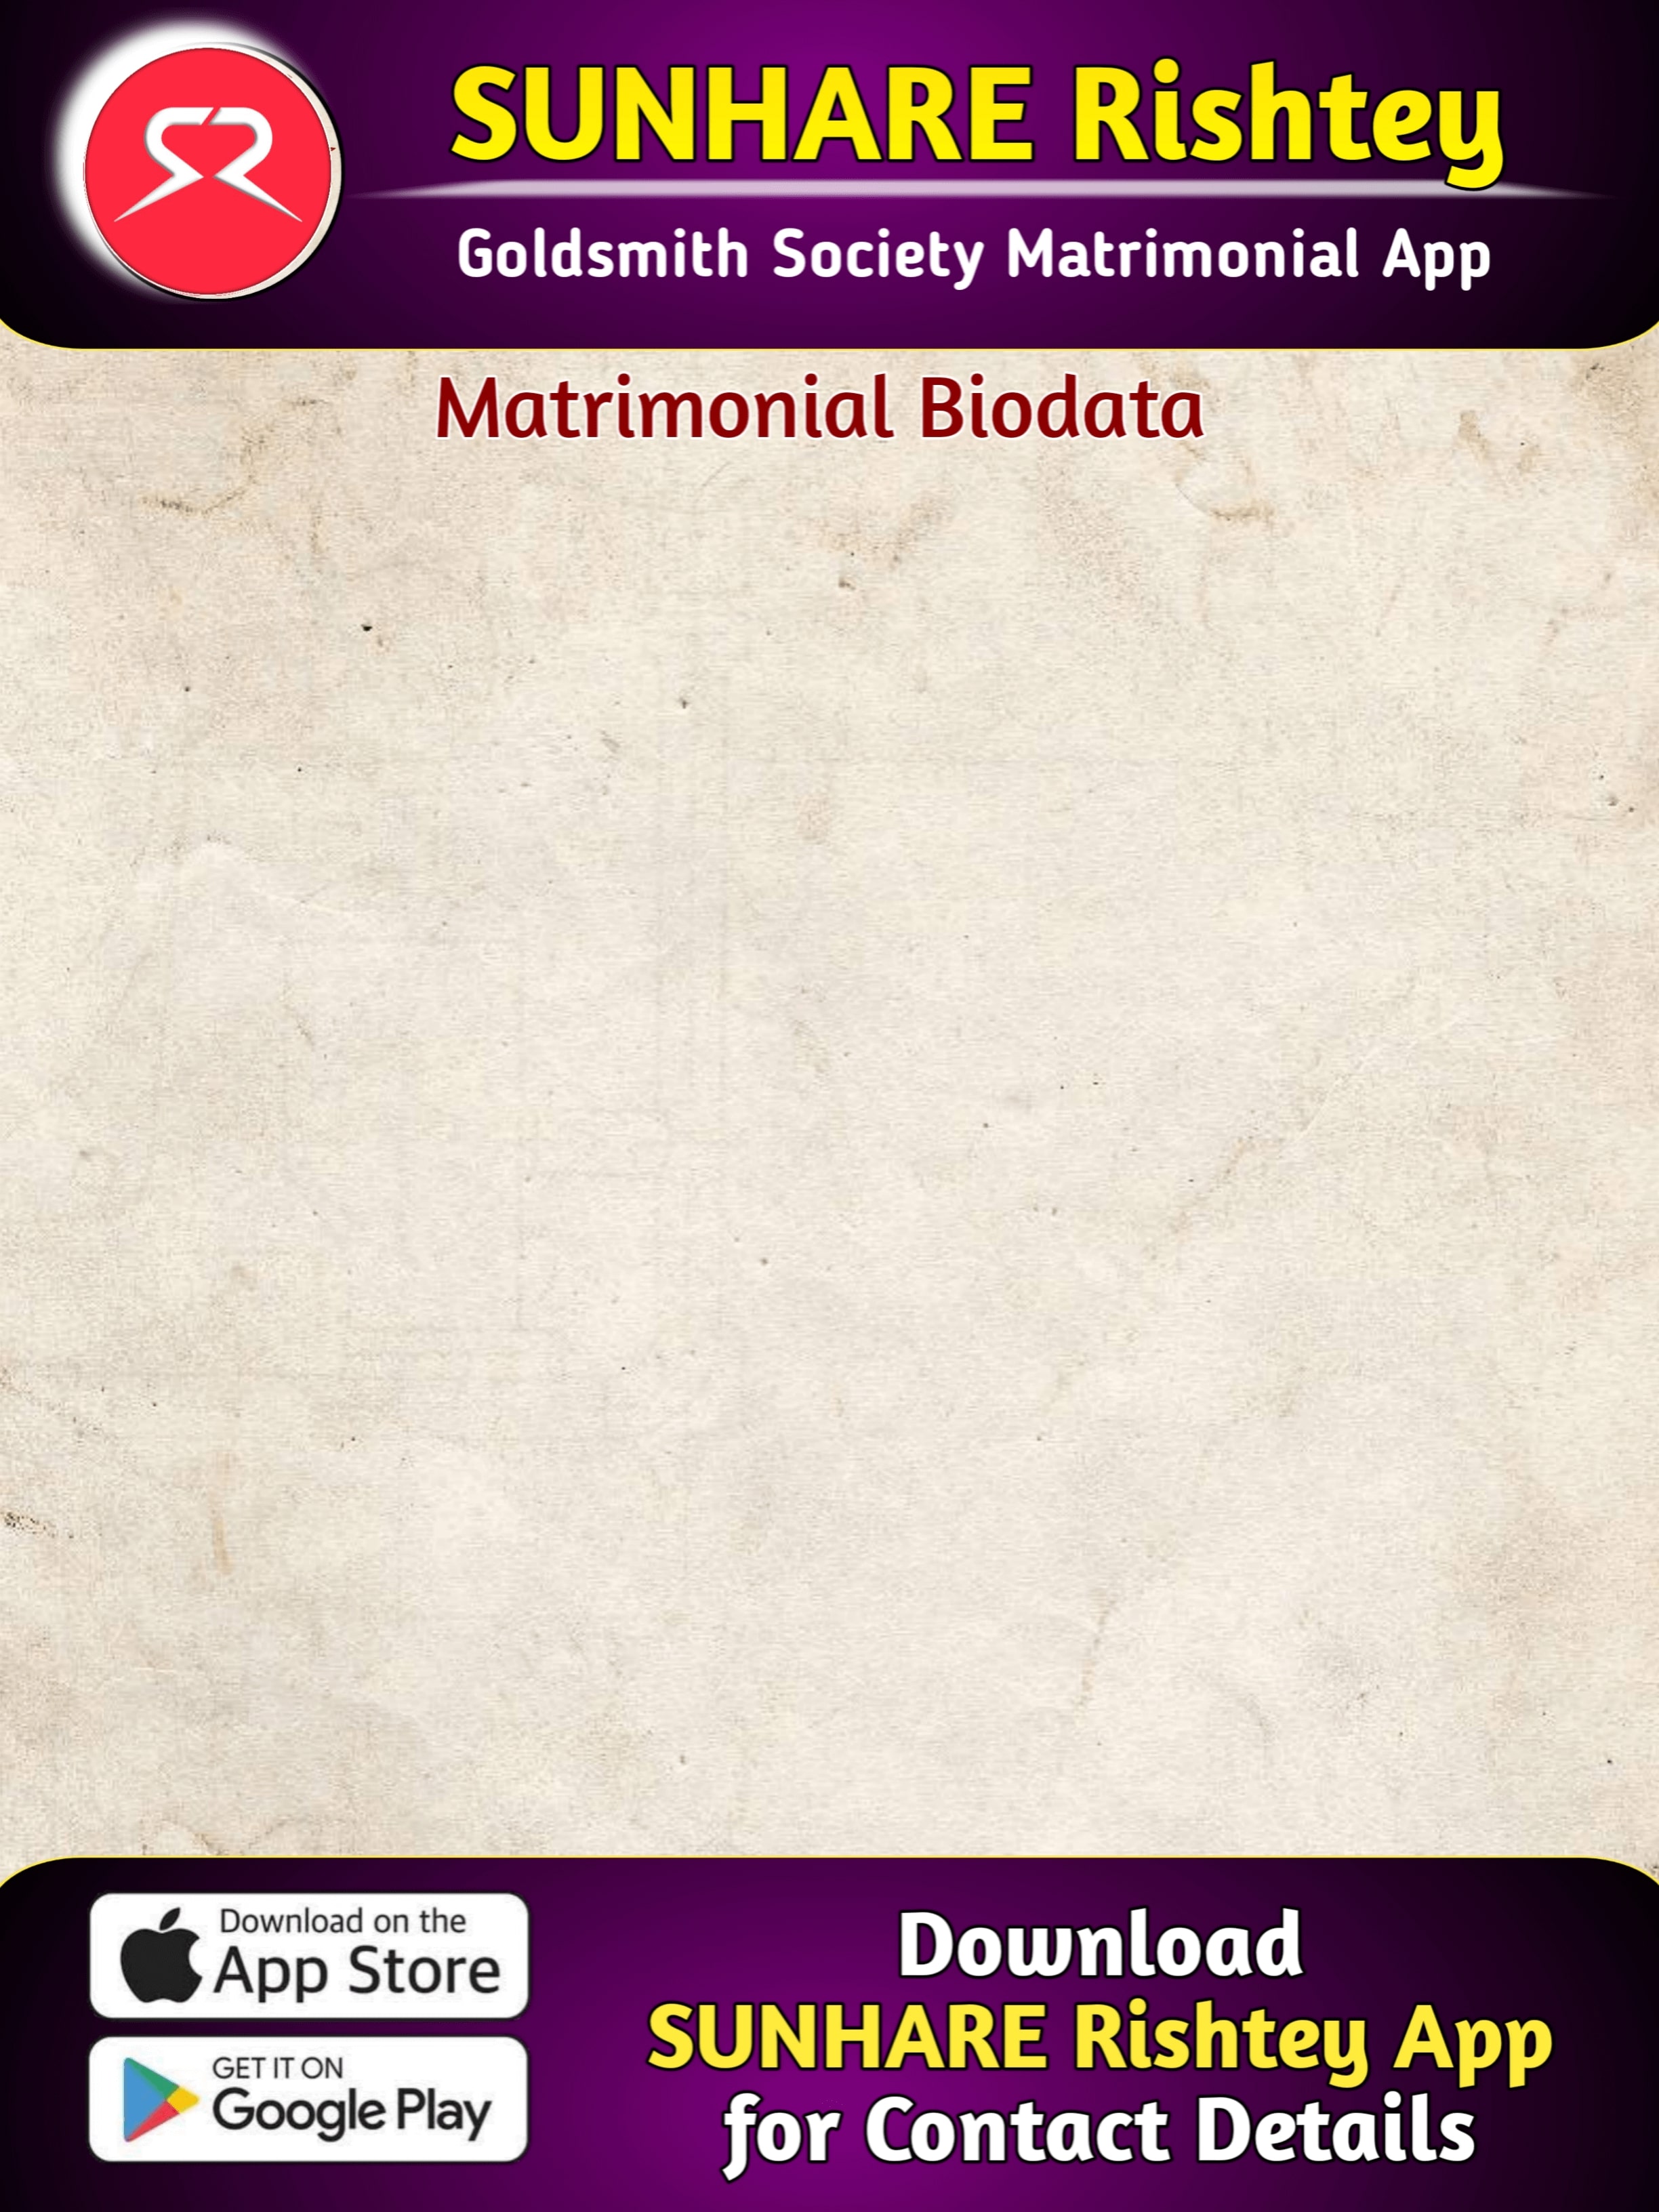 SUNHARE Rishtey
Goldsmith Society Matrimonial App
Matrimonial Biodata
Download on the
App Store
GET IT ON
Google Play
Download
SUNHARE Rishtey App
for Contact Details